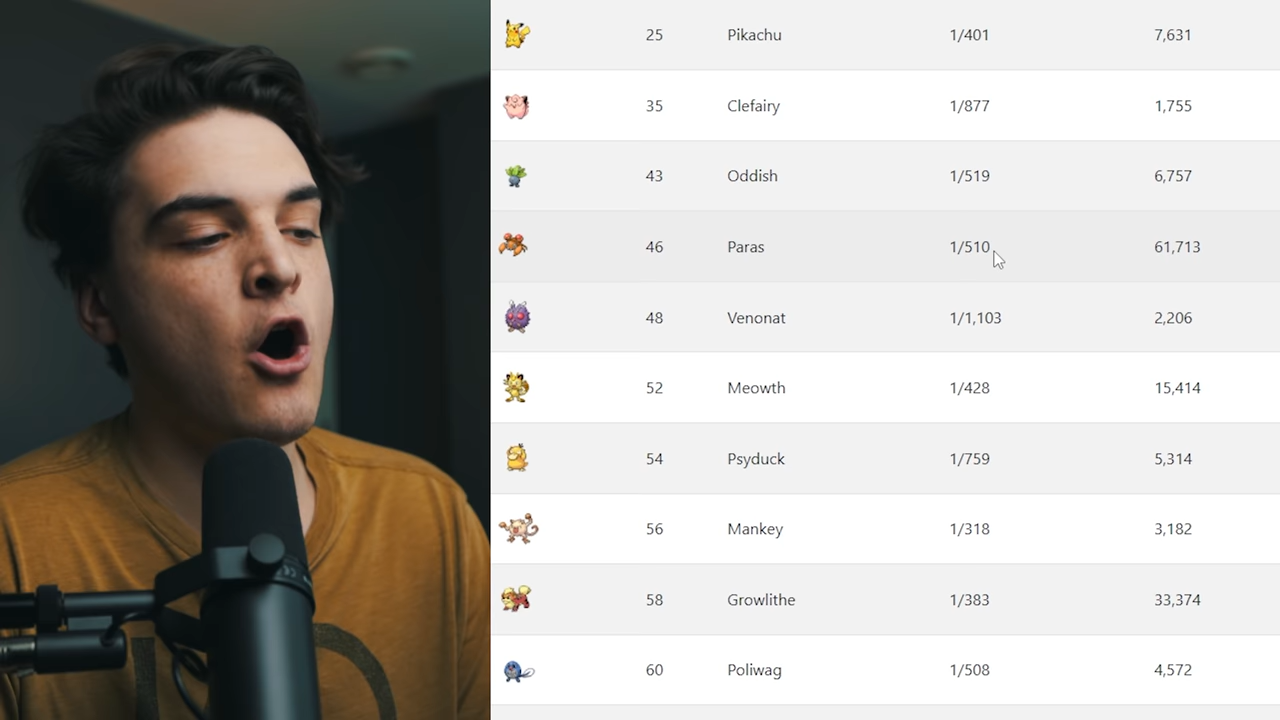 25 Pikachu 1/401 7,631
35 Clefairy 1/877 1,755
43 Oddish 1/519 6,757
46 Paras 1/510 61,713
48 Venonat 1/1,103 2,206
52 Meowth 1/428 15,414
54 Psyduck 1/759 5,314
56 Mankey 1/318 3,182
58 Growlithe 1/383 33,374
60 Poliwag 1/508 4,572